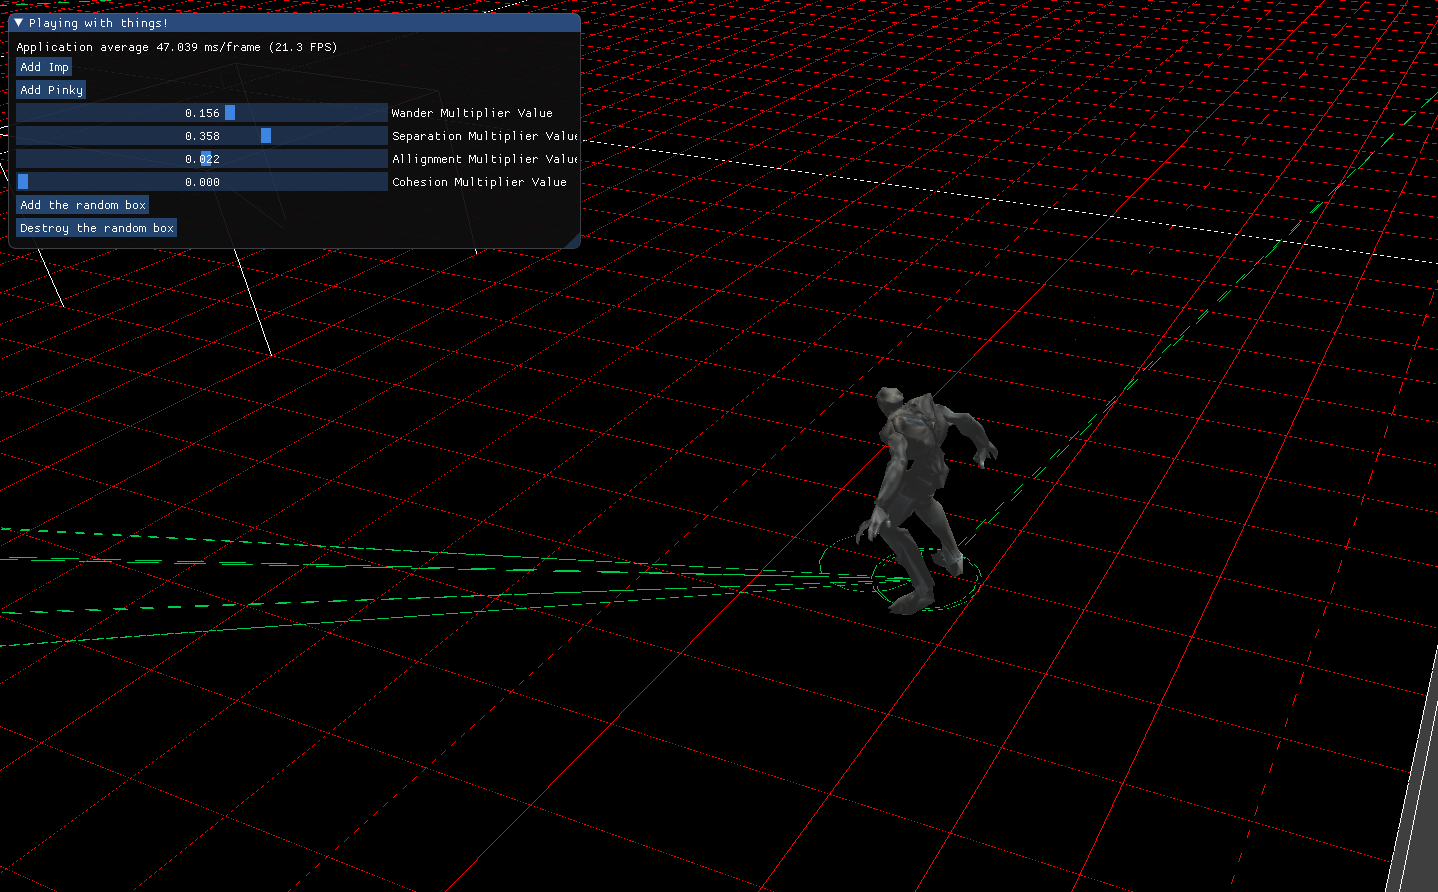 Playing with things!
Application average 47.039 ms/frame (21.3 FPS)
Add Imp
Add Pinky
0.156 Wander Multiplier Value
0.358 Separation Multiplier Value
0.022 Allignment Multiplier Value
0.000 Cohesion Multiplier Value
Add the random box
Destroy the random box